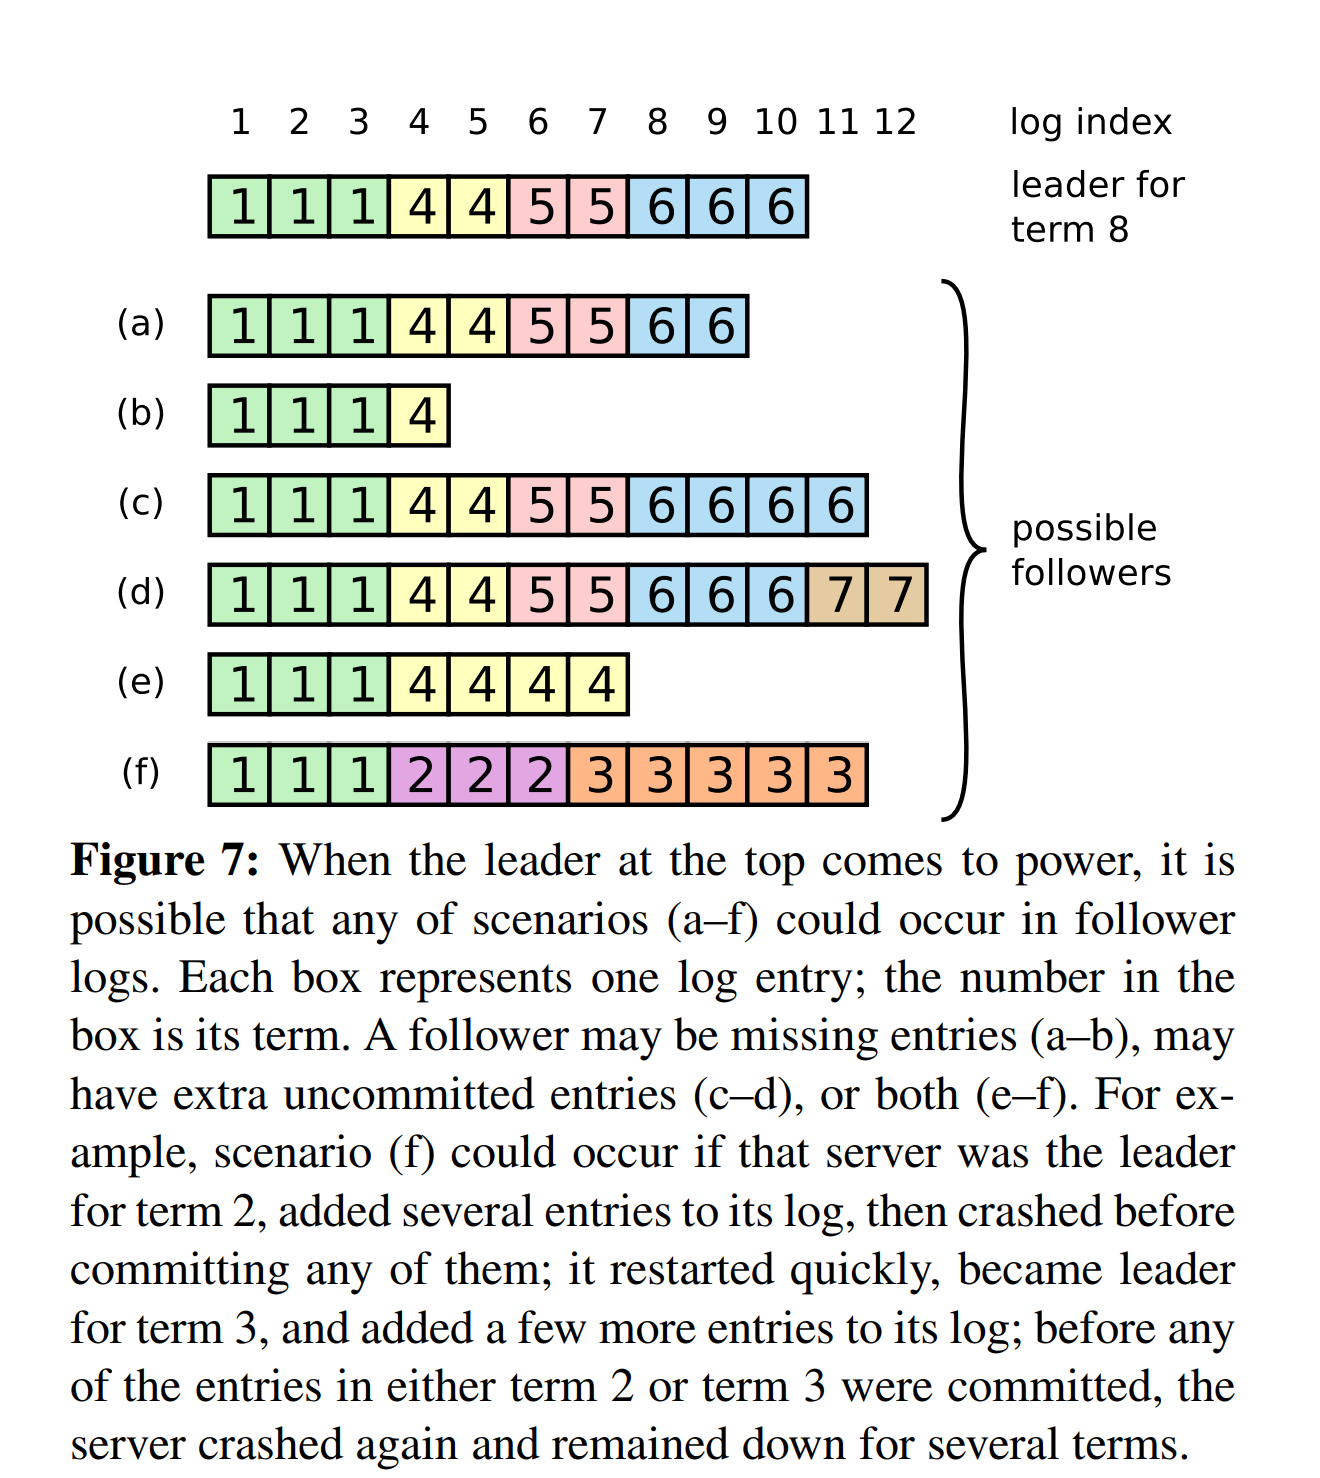 1 2 3 4 5 6 7 8 9 10 11 12 log index
1 1 1 4 4 5 5 6 6 6 leader for
term 8
(a) 1 1 1 4 4 5 5 6 6
(b) 1 1 1 4
(c) 1 1 1 4 4 5 5 6 6 6 6
possible
followers
(d) 1 1 1 4 4 5 5 6 6 6 7 7
(e) 1 1 1 4 4 4 4
(f) 1 1 1 2 2 2 3 3 3 3 3
Figure 7: When the leader at the top comes to power, it is
possible that any of scenarios (a–f) could occur in follower
logs. Each box represents one log entry; the number in the
box is its term. A follower may be missing entries (a–b), may
have extra uncommitted entries (c–d), or both (e–f). For ex-
ample, scenario (f) could occur if that server was the leader
for term 2, added several entries to its log, then crashed before
committing any of them; it restarted quickly, became leader
for term 3, and added a few more entries to its log; before any
of the entries in either term 2 or term 3 were committed, the
server crashed again and remained down for several terms.